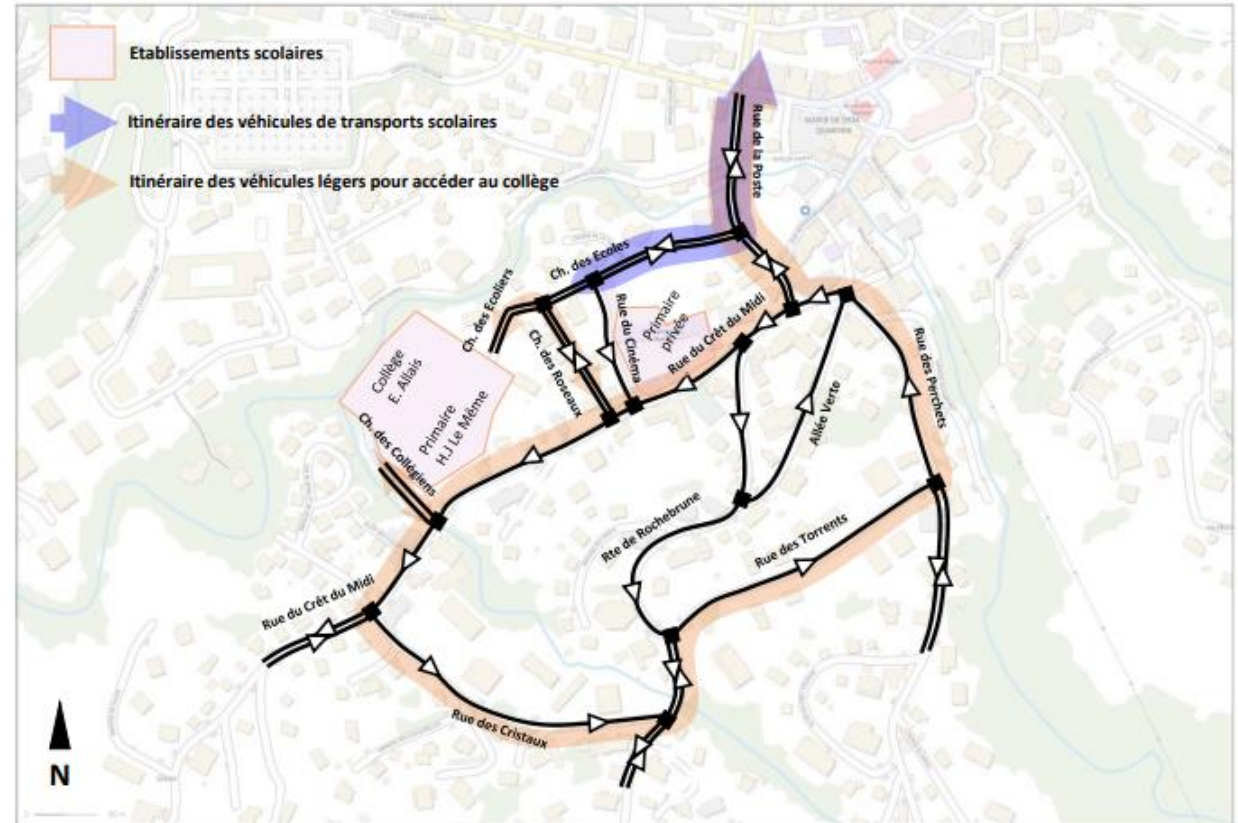 Etablissements scolaires
Itinéraire des véhicules de transports scolaires
Itinéraire des véhicules légers pour accéder au collège
Rue de la Poste
Ch. des Ecoles
Ch. des Ecoliers
Rue du Cinéma
Primaire
privée
Rue du Crêt du Midi
Ch. des Roseaux
Rue des Perchets
Collège
E. Allais
Primaire
H.J Le Même
Ch. des Collégiens
Allée Verte
Rte de Rochebrune
Rue des Torrents
Rue du Crêt du Midi
Rue des Cristaux
N